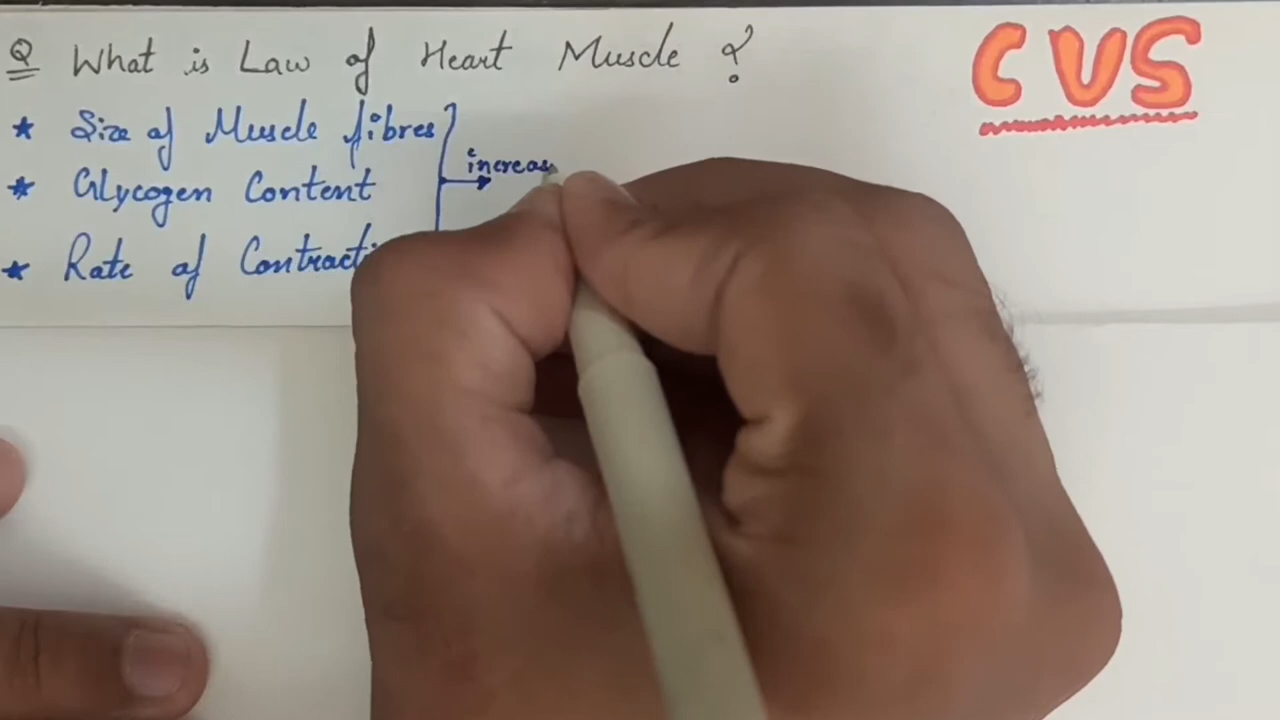 Q What is Law of Heart Muscle ?
CVS
★ Size of Muscle fibres
increas
★ Glycogen Content
★ Rate of Contracti